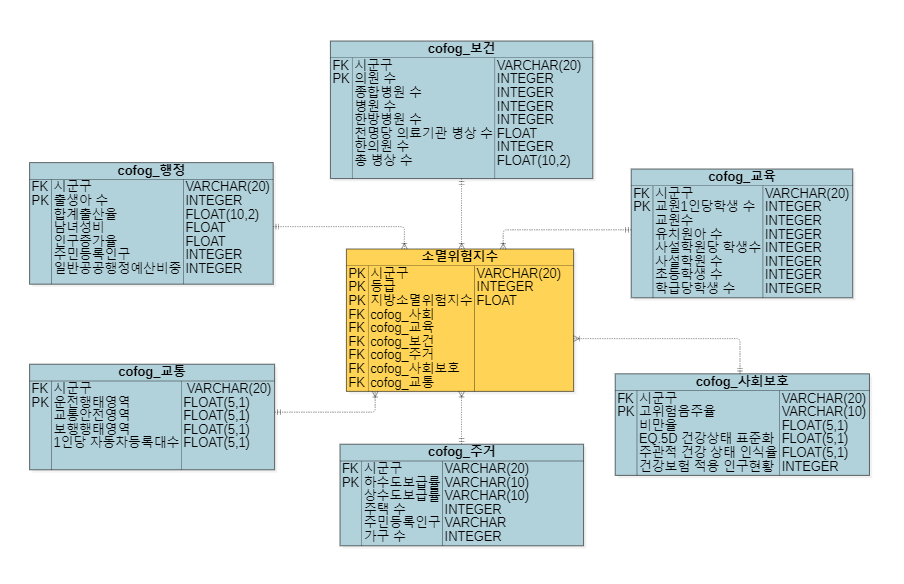 cofog_보건
FK 시군구 VARCHAR(20)
PK 의원 수 INTEGER
종합병원 수 INTEGER
병원 수 INTEGER
한방병원 수 INTEGER
천명당 의료기관 병상 수 FLOAT
한의원 수 INTEGER
총 병상 수 FLOAT(10,2)
cofog_행정
FK 시군구 VARCHAR(20)
PK 출생아 수 INTEGER
합계출산율 FLOAT(10,2)
남녀성비 FLOAT
인구증가율 FLOAT
주민등록인구 INTEGER
일반공공행정예산비중 INTEGER
cofog_교육
FK 시군구 VARCHAR(20)
PK 교원1인당학생 수 INTEGER
교원수 INTEGER
유치원아 수 INTEGER
사설학원당 학생수 INTEGER
사설학원 수 INTEGER
초등학생 수 INTEGER
학급당학생 수 INTEGER
소멸위험지수
PK 시군구 VARCHAR(20)
PK 등급 INTEGER
PK 지방소멸위험지수 FLOAT
FK cofog_사회
FK cofog_교육
FK cofog_보건
FK cofog_주거
FK cofog_사회보호
FK cofog_교통
cofog_교통
FK 시군구 VARCHAR(20)
PK 운전행태영역 FLOAT(5,1)
교통안전영역 FLOAT(5,1)
보행행태영역 FLOAT(5,1)
1인당 자동차등록대수 FLOAT(5,1)
cofog_사회보호
FK 시군구 VARCHAR(20)
PK 고위험음주율 VARCHAR(10)
비만율 FLOAT(5,1)
EQ.5D 건강상태 표준화 FLOAT(5,1)
주관적 건강 상태 인식율 FLOAT(5,1)
건강보험 적용 인구현황 INTEGER
cofog_주거
FK 시군구 VARCHAR(20)
PK 하수도보급률 VARCHAR(10)
상수도보급률 VARCHAR(10)
주택 수 INTEGER
주민등록인구 VARCHAR
가구 수 INTEGER